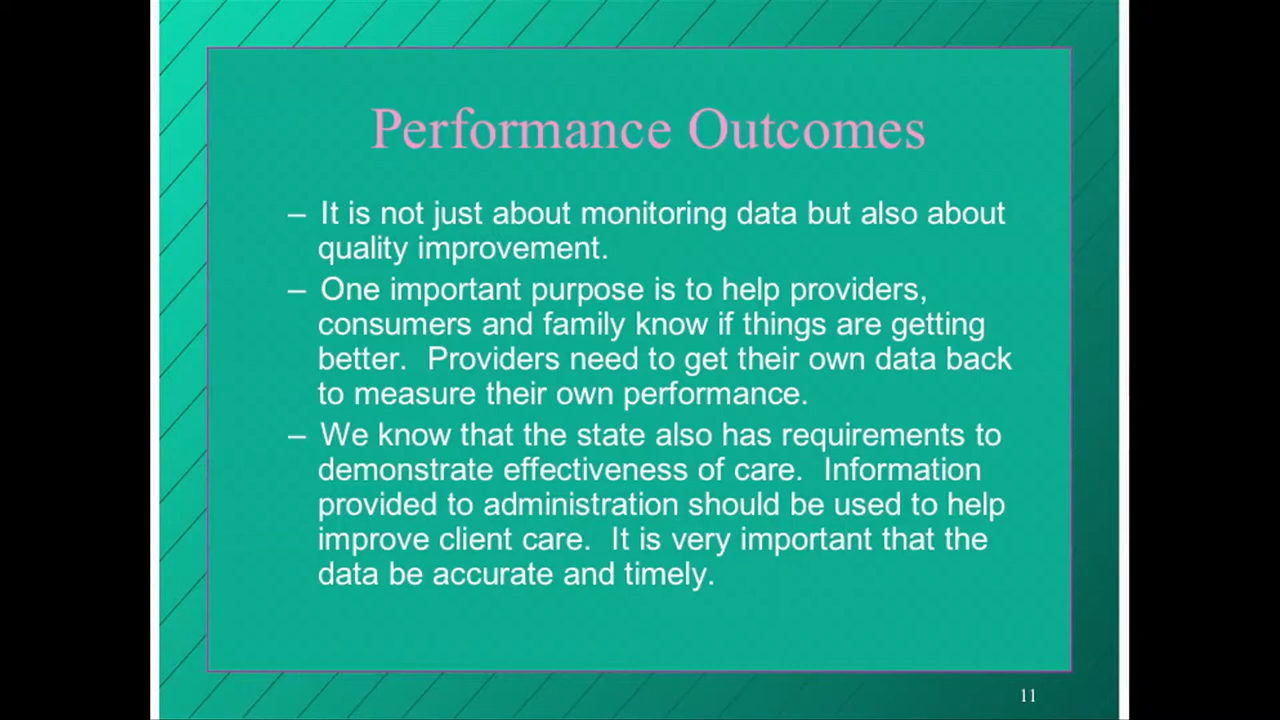 Performance Outcomes
– It is not just about monitoring data but also about
quality improvement.
– One important purpose is to help providers,
consumers and family know if things are getting
better.  Providers need to get their own data back
to measure their own performance.
– We know that the state also has requirements to
demonstrate effectiveness of care.  Information
provided to administration should be used to help
improve client care.  It is very important that the
data be accurate and timely.
11